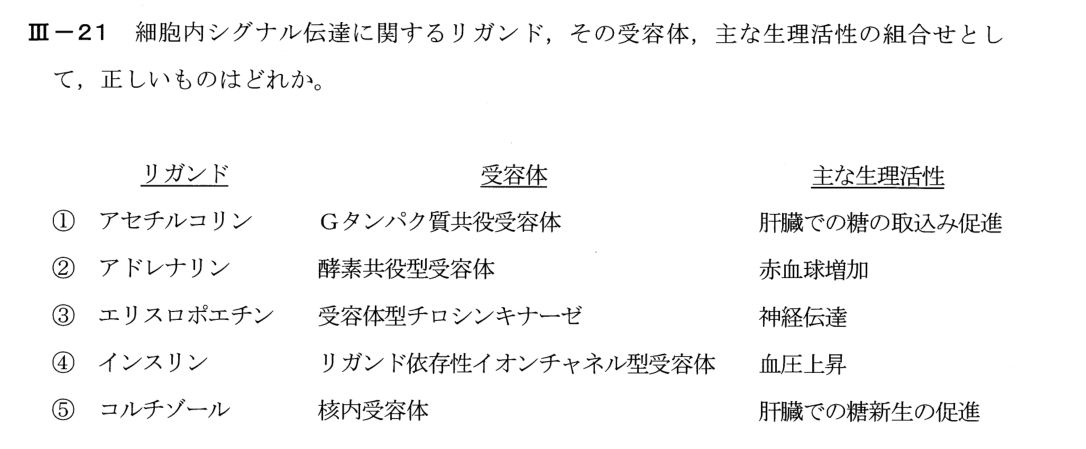 Ⅲ－21　細胞内シグナル伝達に関するリガンド，その受容体，主な生理活性の組合せとし
て，正しいものはどれか。
リガンド　受容体　主な生理活性
① アセチルコリン　Gタンパク質共役受容体　肝臓での糖の取込み促進
② アドレナリン　酵素共役型受容体　赤血球増加
③ エリスロポエチン　受容体型チロシンキナーゼ　神経伝達
④ インスリン　リガンド依存性イオンチャネル型受容体　血圧上昇
⑤ コルチゾール　核内受容体　肝臓での糖新生の促進